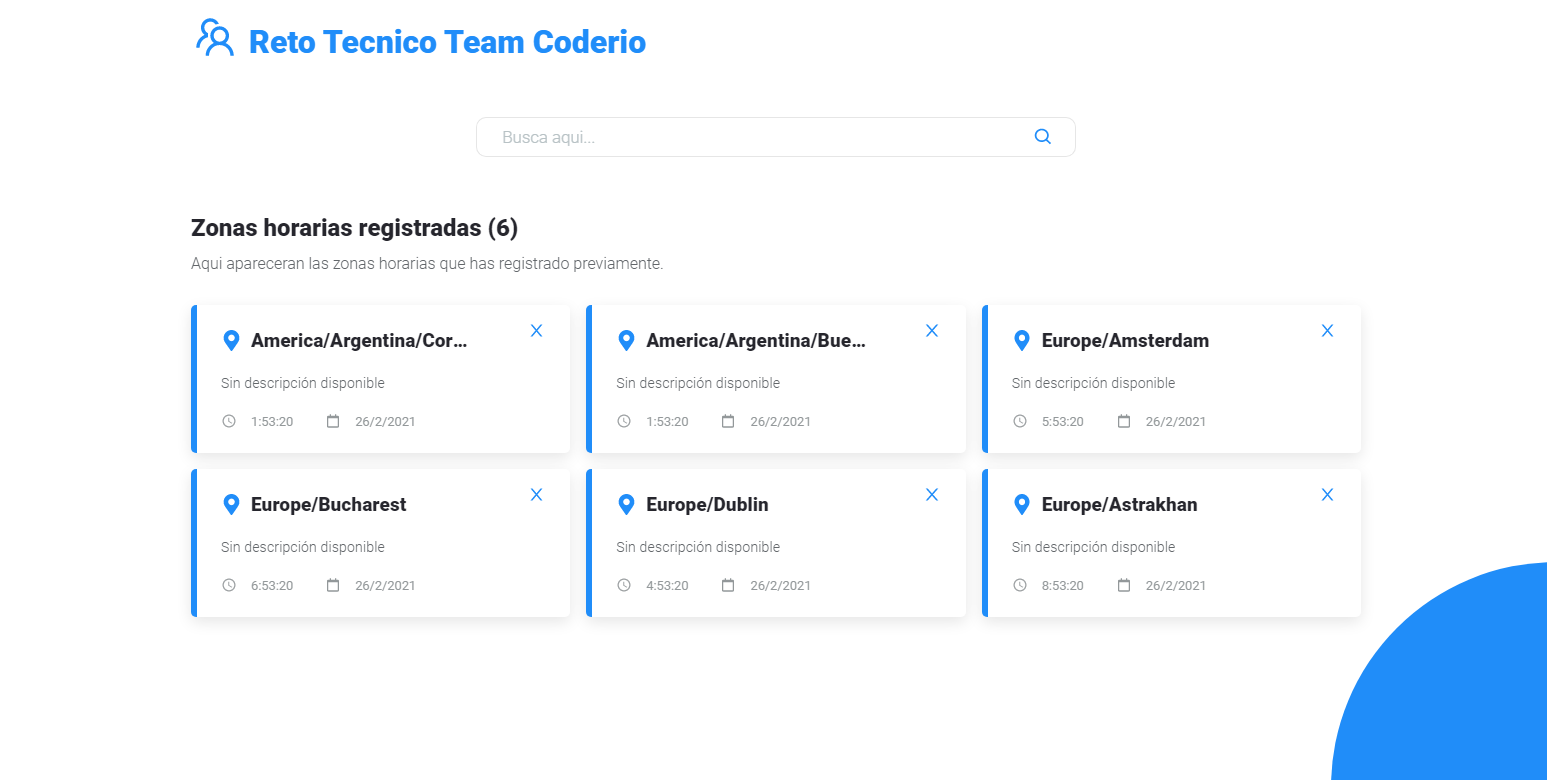 Reto Tecnico Team Coderio
Busca aqui...
Zonas horarias registradas (6)
Aqui apareceran las zonas horarias que has registrado previamente.
America/Argentina/Cor...
Sin descripción disponible
1:53:20 26/2/2021
America/Argentina/Bue...
Sin descripción disponible
1:53:20 26/2/2021
Europe/Amsterdam
Sin descripción disponible
5:53:20 26/2/2021
Europe/Bucharest
Sin descripción disponible
6:53:20 26/2/2021
Europe/Dublin
Sin descripción disponible
4:53:20 26/2/2021
Europe/Astrakhan
Sin descripción disponible
8:53:20 26/2/2021